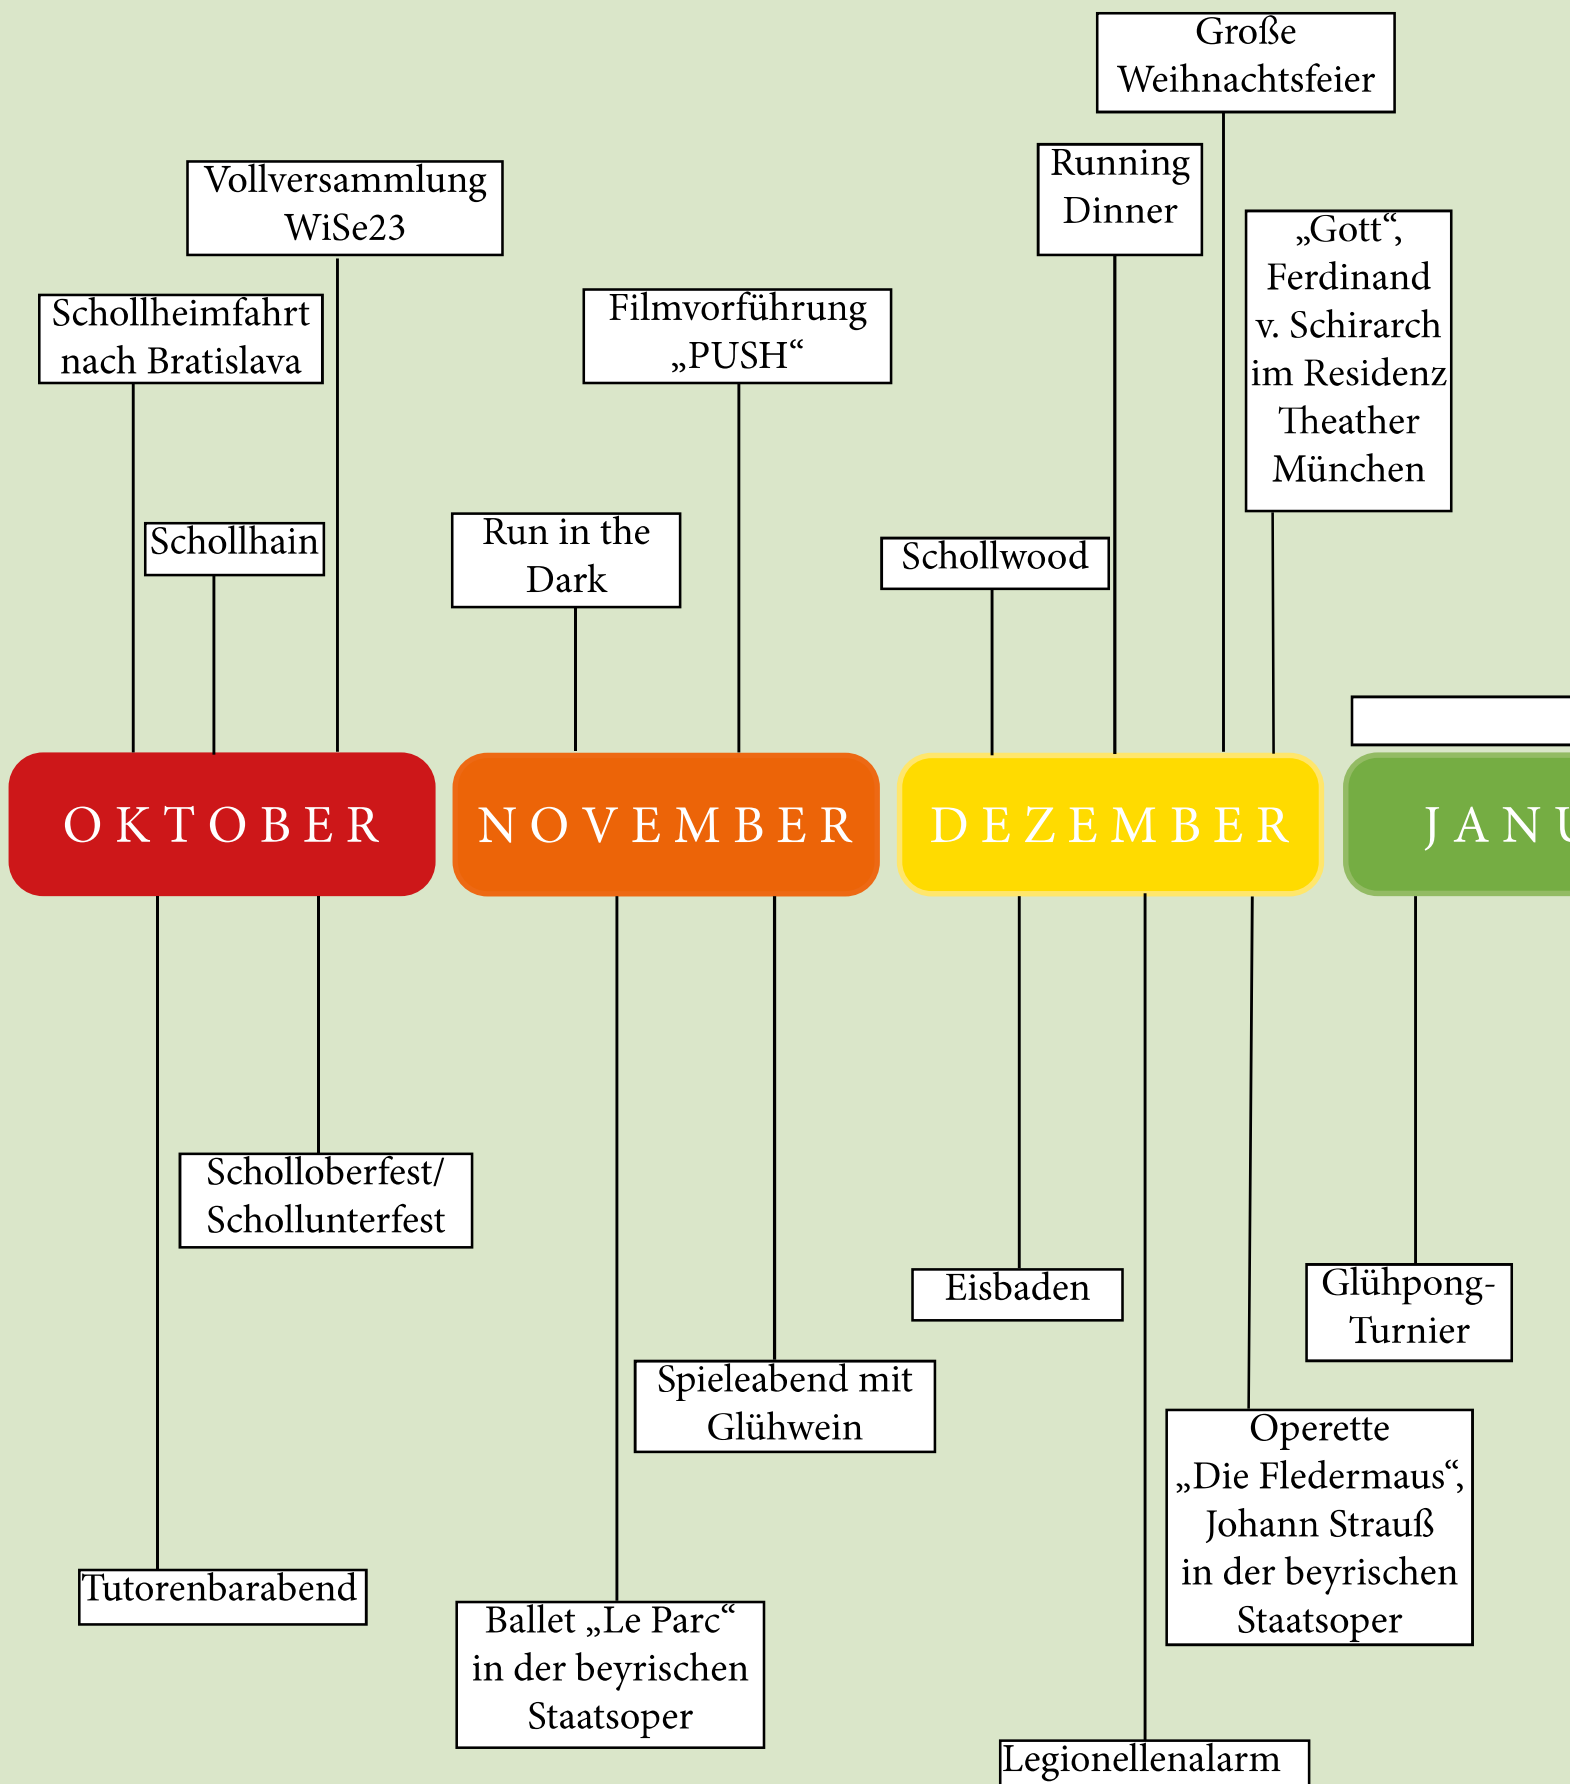 Große
Weihnachtsfeier
Running
Dinner
Vollversammlung
WiSe23
„Gott“,
Ferdinand
v. Schirarch
im Residenz
Theather
München
Schollheimfahrt
nach Bratislava
Filmvorführung
„PUSH“
Schollhain
Run in the
Dark
Schollwood
OKTOBER
NOVEMBER
DEZEMBER
JANU
Scholloberfest/
Schollunterfest
Eisbaden
Glühpong-
Turnier
Spieleabend mit
Glühwein
Operette
„Die Fledermaus“,
Johann Strauß
in der beyrischen
Staatsoper
Tutorenbarabend
Ballet „Le Parc“
in der beyrischen
Staatsoper
Legionellenalarm